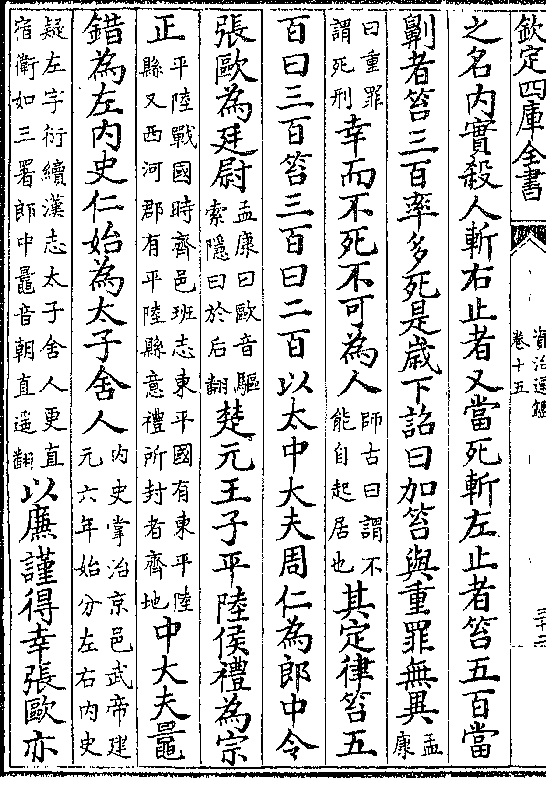 欽定四庫全書
資治通鑑
卷十五
之名內實殺人斬右止者又當死斬左止者笞五百當
劓者笞三百率多死是歲下詔曰加笞與重罪無異孟康
曰重罪謂死刑幸而不死不可為人師古曰謂不能自起居也其定律笞五
百曰三百笞三百曰二百以太中大夫周仁為郎中令
張歐為廷尉孟康曰歐音驅索隱曰於后翻楚元王子平陸侯禮為宗
正平陸戰國時齊邑班志東平國有東平陸縣又西河郡有平陸縣意禮所封者齊地中大夫鼂
錯為左內史仁始為太子舍人內史掌治京邑武帝建元六年始分左右內史
疑左字衍續漢志太子舍人更直宿衛如三署郎中鼂音朝直遥翻以廉謹得幸張歐亦